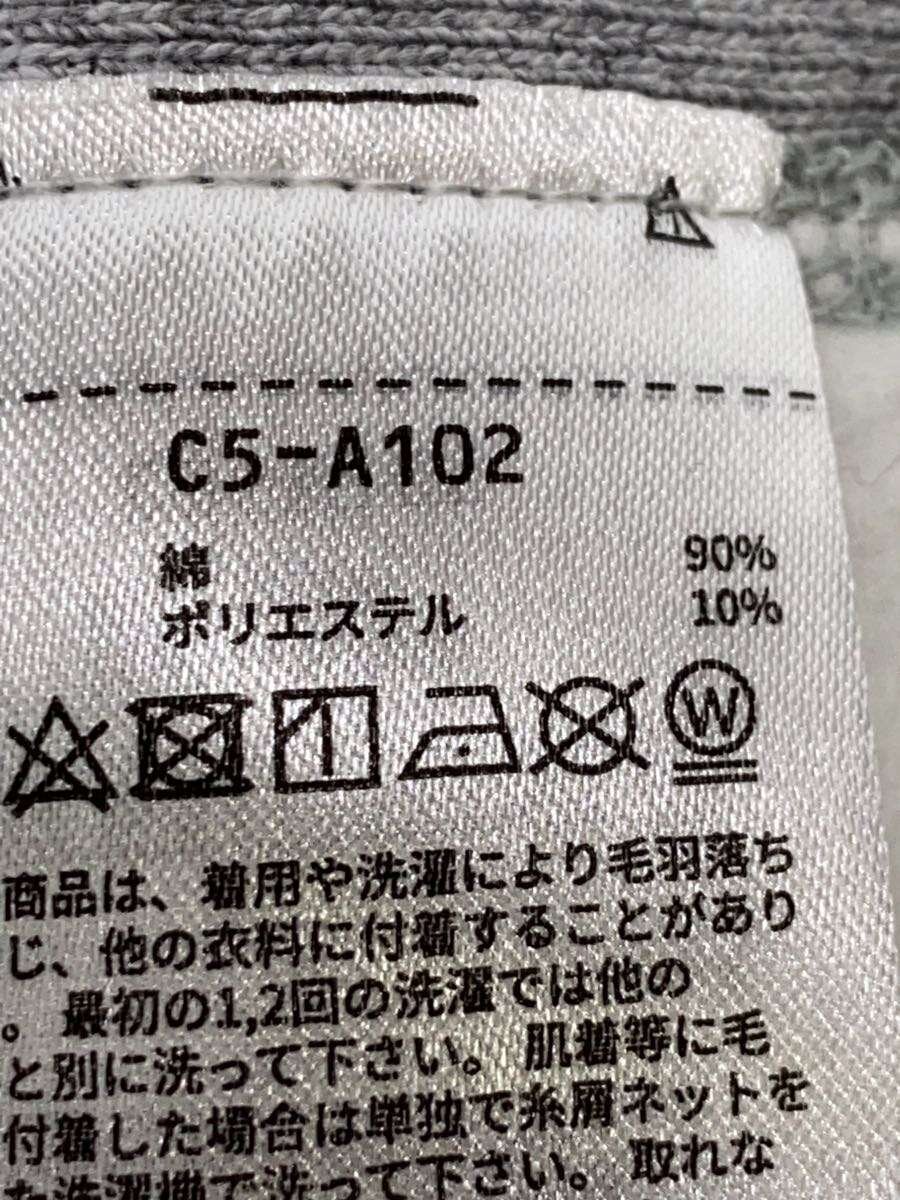 C5-A102
綿 90%
ポリエステル 10%
W
商品は、着用や洗濯により毛羽落ち
じ、他の衣料に付着することがあり
。最初の1,2回の洗濯では他の
と別に洗って下さい。肌着等に毛
付着した場合は単独で糸屑ネットを
た洗濯機で洗って下さい。取れな